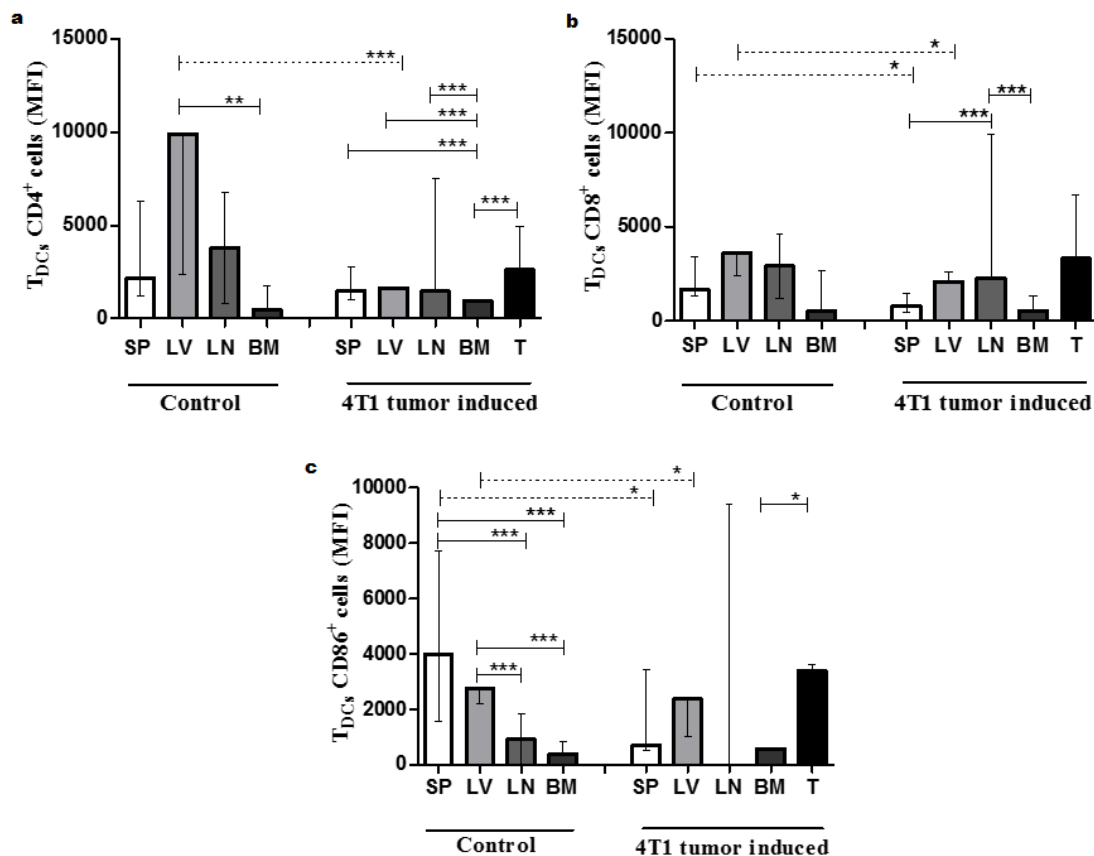 a
T_DCs CD4⁺ cells (MFI)
15000
10000
5000
0
***
**
***
***
***
***
SP LV LN BM SP LV LN BM T
Control 4T1 tumor induced
b
T_DCs CD8⁺ cells (MFI)
15000
10000
5000
0
*
*
***
***
SP LV LN BM SP LV LN BM T
Control 4T1 tumor induced
c
T_DCs CD86⁺ cells (MFI)
10000
8000
6000
4000
2000
0
*
*
*
***
***
***
***
SP LV LN BM SP LV LN BM T
Control 4T1 tumor induced